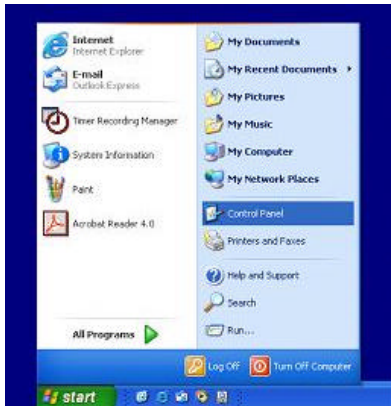 Internet
Internet Explorer
E-mail
Outlook Express
Timer Recording Manager
System Information
Paint
Acrobat Reader 4.0
All Programs
My Documents
My Recent Documents
My Pictures
My Music
My Computer
My Network Places
Control Panel
Printers and Faxes
Help and Support
Search
Run...
Log Off
Turn Off Computer
start